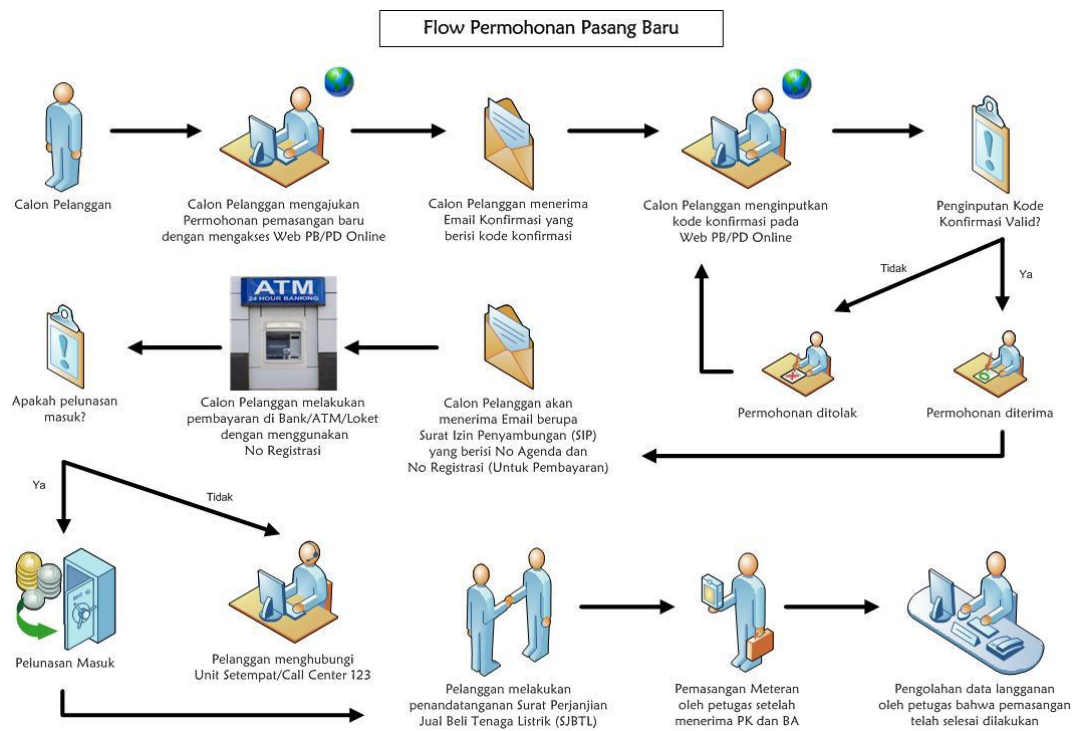 Flow Permohonan Pasang Baru
Calon Pelanggan
Calon Pelanggan mengajukan
Permohonan pemasangan baru
dengan mengakses Web PB/PD Online
Calon Pelanggan menerima
Email Konfirmasi yang
berisi kode konfirmasi
Calon Pelanggan menginputkan
kode konfirmasi pada
Web PB/PD Online
Penginputan Kode
Konfirmasi Valid?
Tidak
Ya
Permohonan ditolak
Permohonan diterima
Calon Pelanggan akan
menerima Email berupa
Surat Izin Penyambungan (SIP)
yang berisi No Agenda dan
No Registrasi (Untuk Pembayaran)
ATM
24 HOUR BANKING
Calon Pelanggan melakukan
pembayaran di Bank/ATM/Loket
dengan menggunakan
No Registrasi
Apakah pelunasan
masuk?
Ya
Tidak
Pelunasan Masuk
Pelanggan menghubungi
Unit Setempat/Call Center 123
Pelanggan melakukan
penandatanganan Surat Perjanjian
Jual Beli Tenaga Listrik (SJBTL)
Pemasangan Meteran
oleh petugas setelah
menerima PK dan BA
Pengolahan data langganan
oleh petugas bahwa pemasangan
telah selesai dilakukan